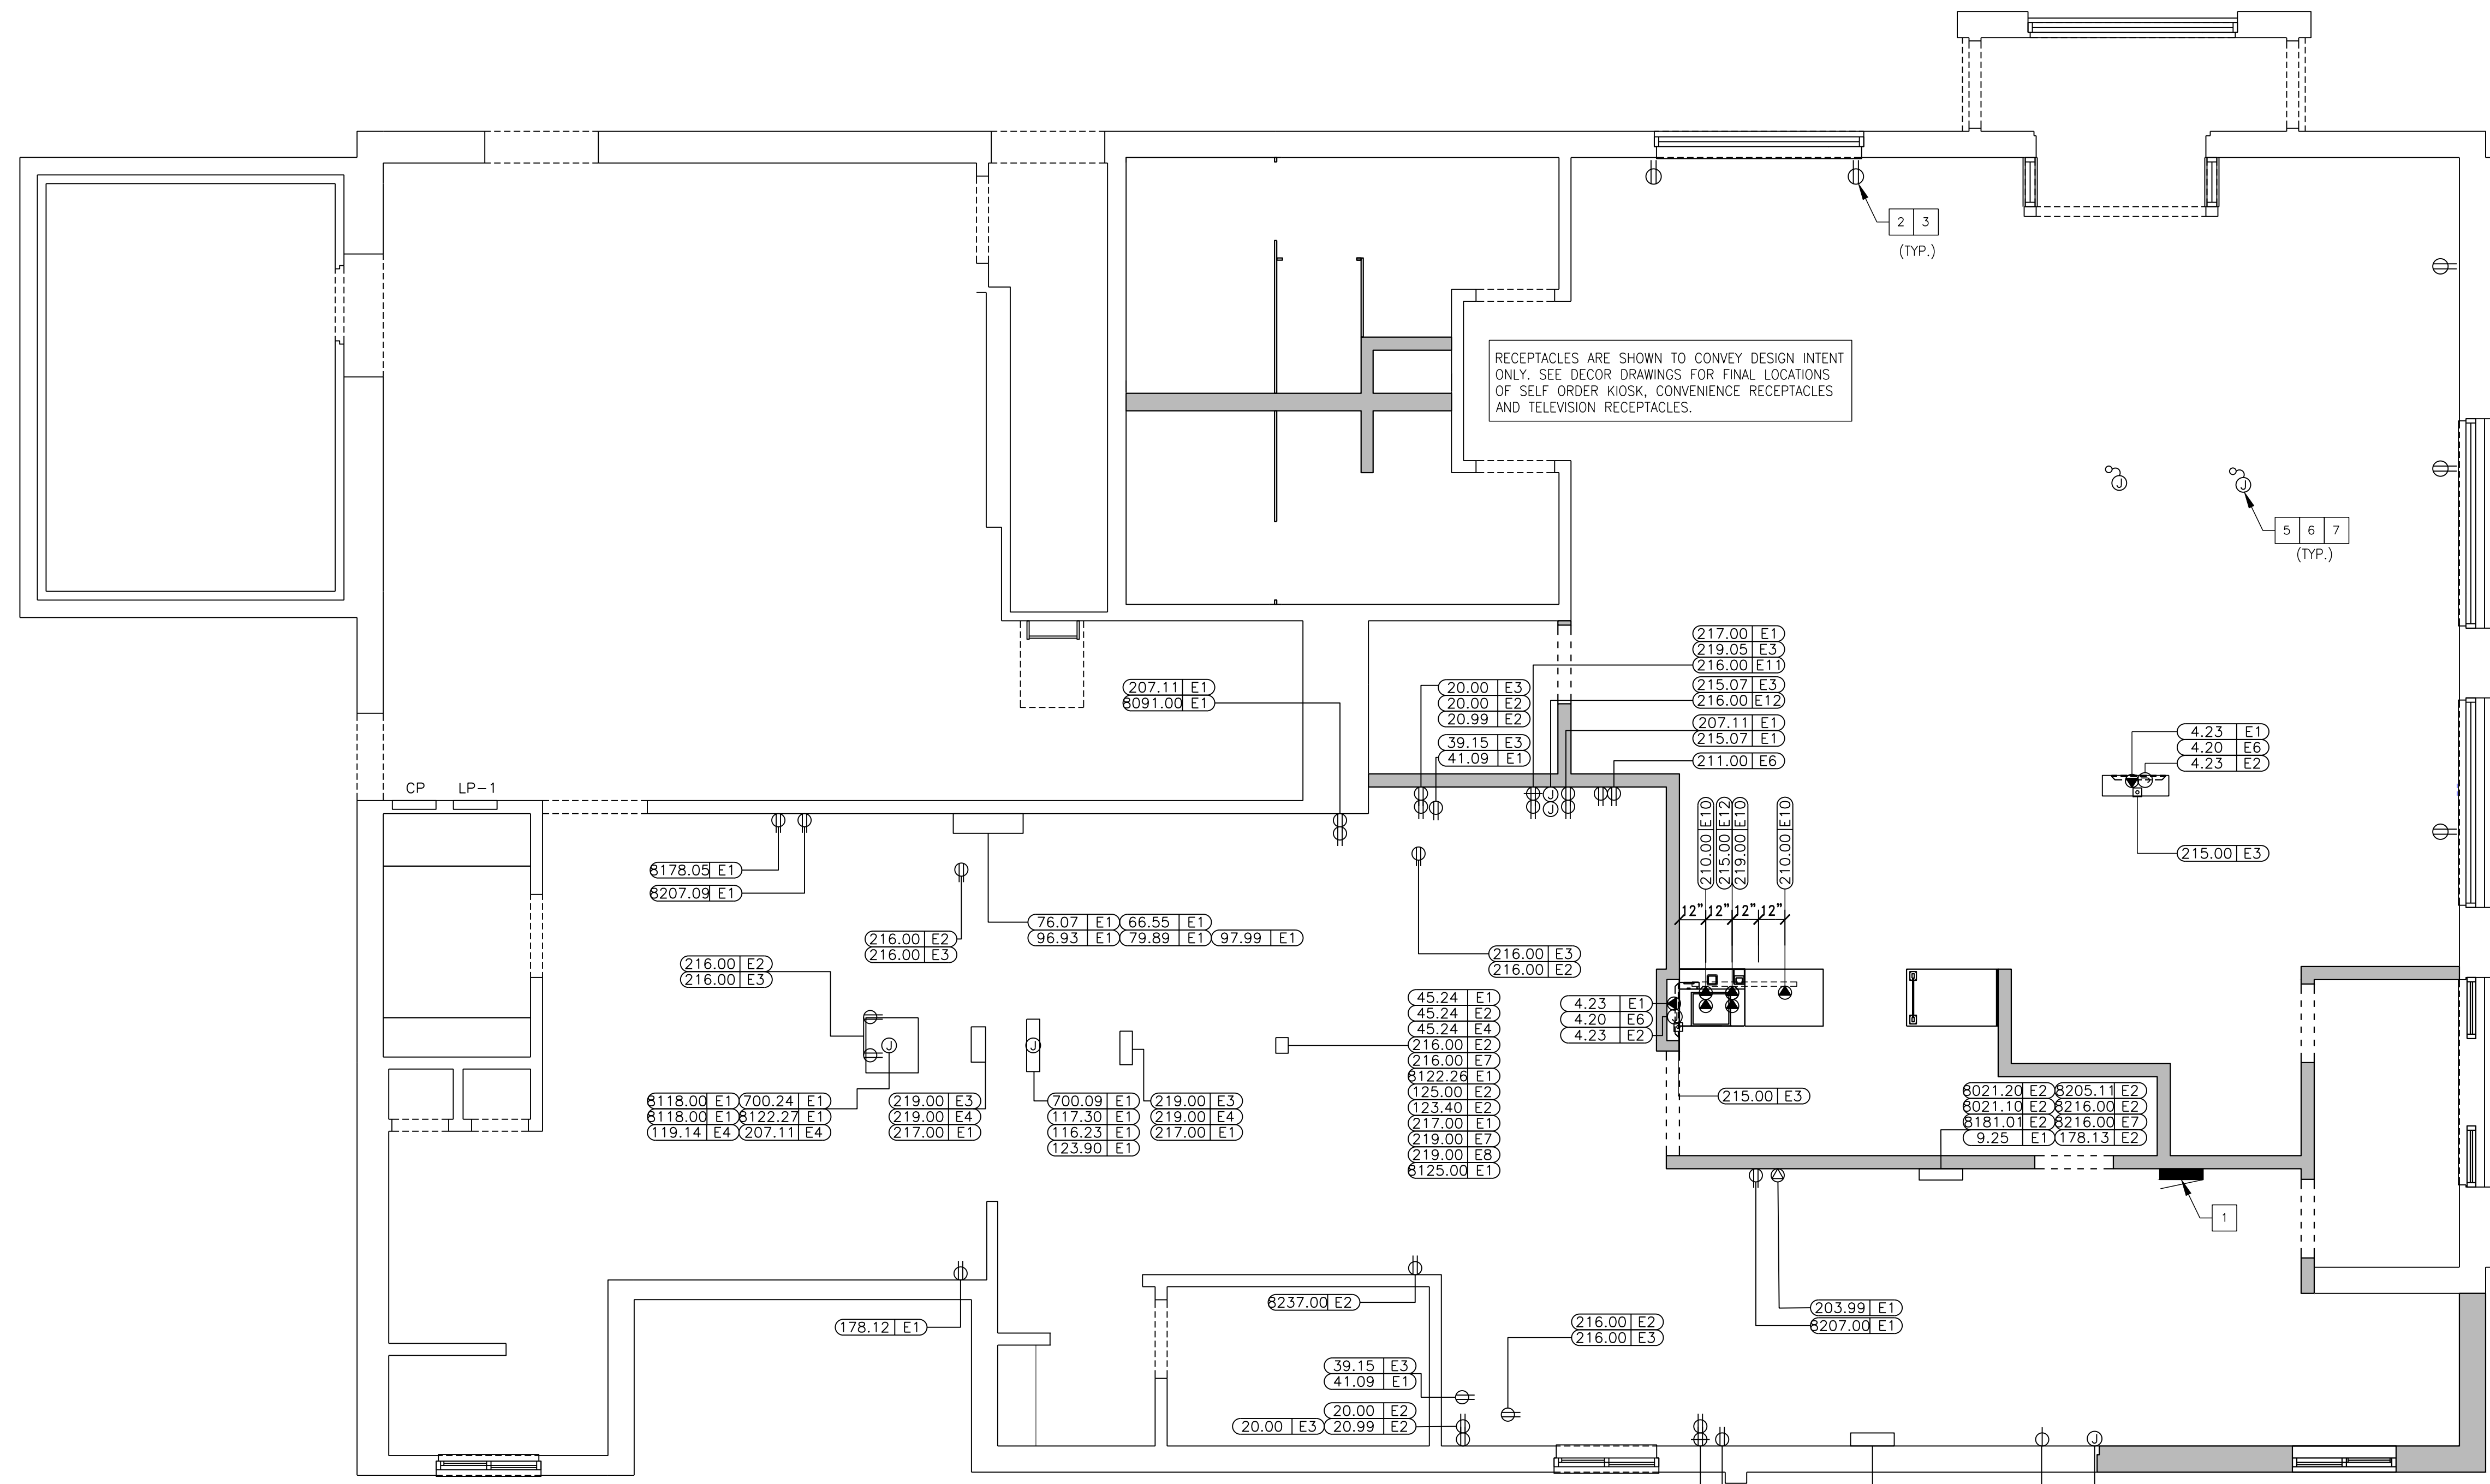 2 3
(TYP.)
RECEPTACLES ARE SHOWN TO CONVEY DESIGN INTENT
ONLY. SEE DECOR DRAWINGS FOR FINAL LOCATIONS
OF SELF ORDER KIOSK, CONVENIENCE RECEPTACLES
AND TELEVISION RECEPTACLES.
J
J
5 6 7
(TYP.)
217.00 E1
219.05 E3
216.00 E11
215.07 E3
216.00 E12
207.11 E1
215.07 E1
211.00 E6
207.11 E1
8091.00 E1
20.00 E3
20.00 E2
20.99 E2
39.15 E3
41.09 E1
4.23 E1
4.20 E6
4.23 E2
215.00 E3
CP
LP-1
J
J
210.00 E10
215.00 E12
219.00 E10
210.00 E10
12" 12" 12" 12"
8178.05 E1
8207.09 E1
76.07 E1 66.55 E1
96.93 E1 79.89 E1 97.99 E1
216.00 E2
216.00 E3
216.00 E2
216.00 E3
216.00 E3
216.00 E2
45.24 E1
45.24 E2
45.24 E4
216.00 E2
216.00 E7
8122.26 E1
125.00 E2
123.40 E2
217.00 E1
219.00 E7
219.00 E8
8125.00 E1
4.23 E1
4.20 E6
4.23 E2
J
J
J
215.00 E3
8118.00 E1 700.24 E1
8118.00 E1 8122.27 E1
119.14 E4 207.11 E4
219.00 E3
219.00 E4
217.00 E1
700.09 E1
117.30 E1
116.23 E1
123.90 E1
219.00 E3
219.00 E4
217.00 E1
8021.20 E2 8205.11 E2
8021.10 E2 8216.00 E2
8181.01 E2 8216.00 E7
9.25 E1 178.13 E2
1
8237.00 E2
178.12 E1
203.99 E1
8207.00 E1
216.00 E2
216.00 E3
39.15 E3
41.09 E1
20.00 E2
20.00 E3 20.99 E2
J